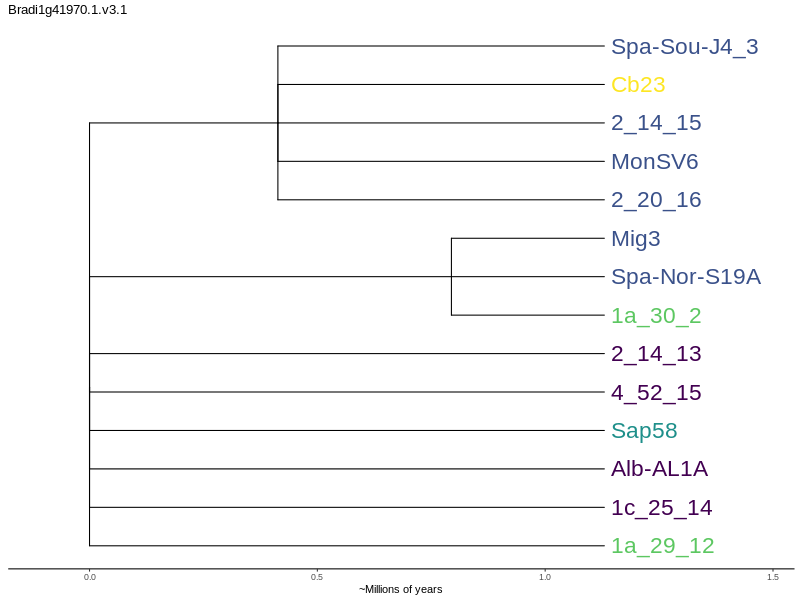 Bradi1g41970.1.v3.1
Spa-Sou-J4_3
Cb23
2_14_15
MonSV6
2_20_16
Mig3
Spa-Nor-S19A
1a_30_2
2_14_13
4_52_15
Sap58
Alb-AL1A
1c_25_14
1a_29_12
0.0 0.5 1.0 1.5
~Millions of years